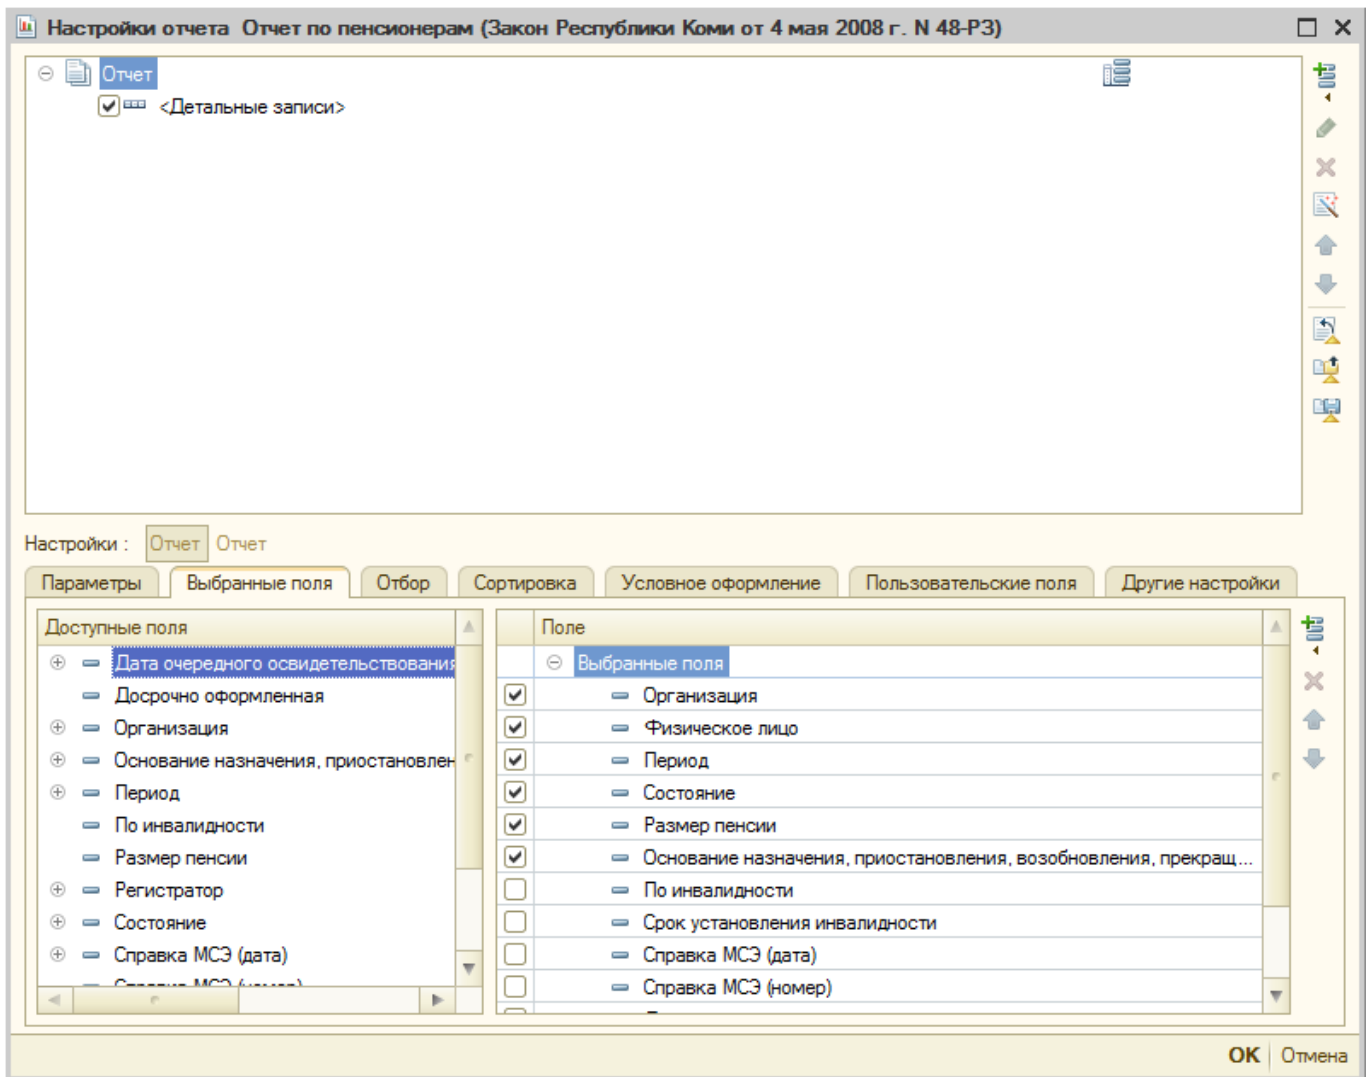 Настройки отчета  Отчет по пенсионерам (Закон Республики Коми от 4 мая 2008 г. N 48-РЗ)
Отчет
<Детальные записи>
Настройки : Отчет Отчет
Параметры Выбранные поля Отбор Сортировка Условное оформление Пользовательские поля Другие настройки
Доступные поля
Дата очередного освидетельствования
Досрочно оформленная
Организация
Основание назначения, приостановлен
Период
По инвалидности
Размер пенсии
Регистратор
Состояние
Справка МСЭ (дата)
Справка МСЭ (номер)
Поле
Выбранные поля
Организация
Физическое лицо
Период
Состояние
Размер пенсии
Основание назначения, приостановления, возобновления, прекращ...
По инвалидности
Срок установления инвалидности
Справка МСЭ (дата)
Справка МСЭ (номер)
OK Отмена